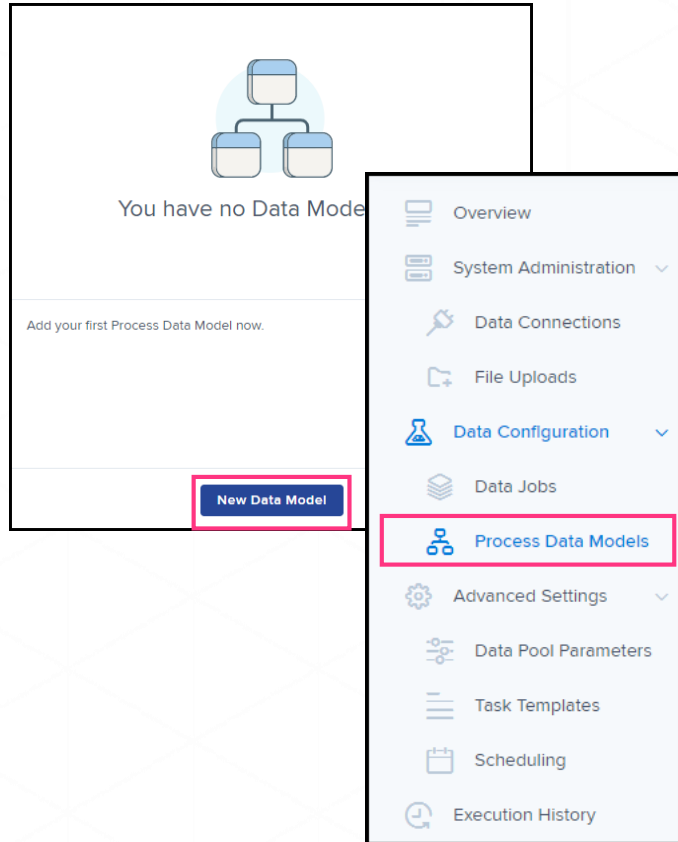 You have no Data Mode
Add your first Process Data Model now.
New Data Model
Overview
System Administration
Data Connections
File Uploads
Data Configuration
Data Jobs
Process Data Models
Advanced Settings
Data Pool Parameters
Task Templates
Scheduling
Execution History